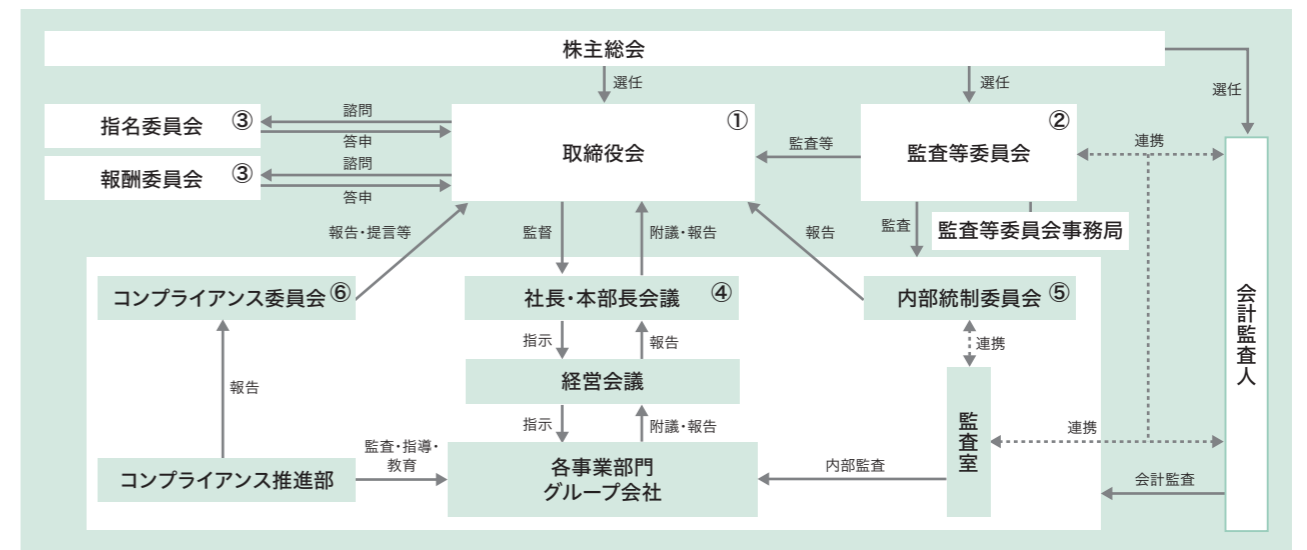 株主総会
選任
選任
選任
指名委員会 ③
諮問
答申
報酬委員会 ③
諮問
答申
取締役会 ①
監査等
監査等委員会 ②
連携
報告・提言等
監督
附議・報告
報告
監査
監査等委員会事務局
コンプライアンス委員会 ⑥
社長・本部長会議 ④
内部統制委員会 ⑤
会計監査人
指示
報告
連携
経営会議
報告
指示
附議・報告
監査室
連携
コンプライアンス推進部
監査・指導・
教育
各事業部門
グループ会社
内部監査
会計監査